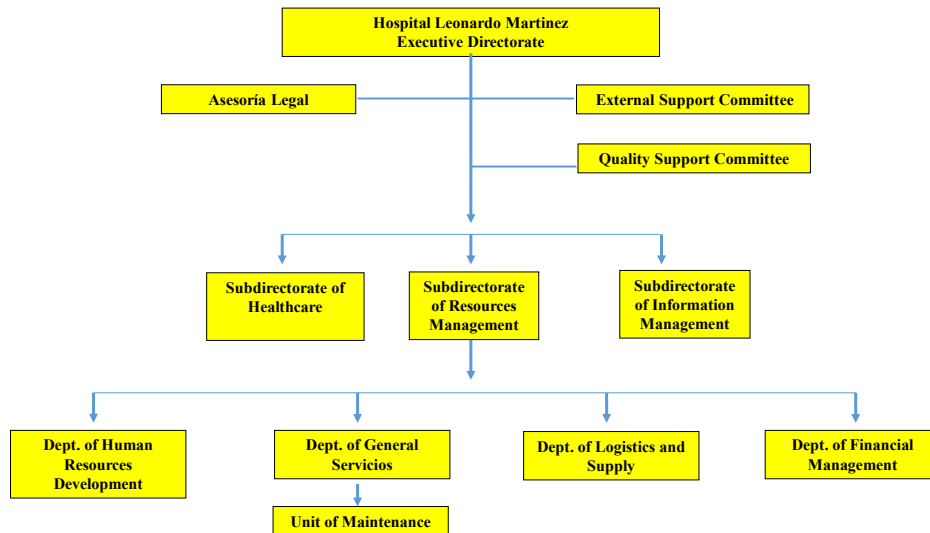 Hospital Leonardo Martinez
Executive Directorate
Asesoría Legal
External Support Committee
Quality Support Committee
Subdirectorate of
Healthcare
Subdirectorate
of Resources
Management
Subdirectorate
of Information
Management
Dept. of Human
Resources
Development
Dept. of General
Servicios
Dept. of Logistics and
Supply
Dept. of Financial
Management
Unit of Maintenance